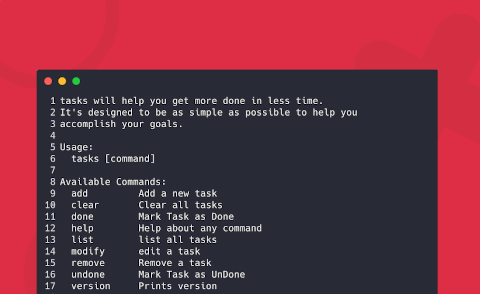 1 tasks will help you get more done in less time.
2 It's designed to be as simple as possible to help you
3 accomplish your goals.
4
5 Usage:
6   tasks [command]
7
8 Available Commands:
9   add         Add a new task
10   clear       Clear all tasks
11   done        Mark Task as Done
12   help        Help about any command
13   list        list all tasks
14   modify      edit a task
15   remove      Remove a task
16   undone      Mark Task as UnDone
17   version     Prints version